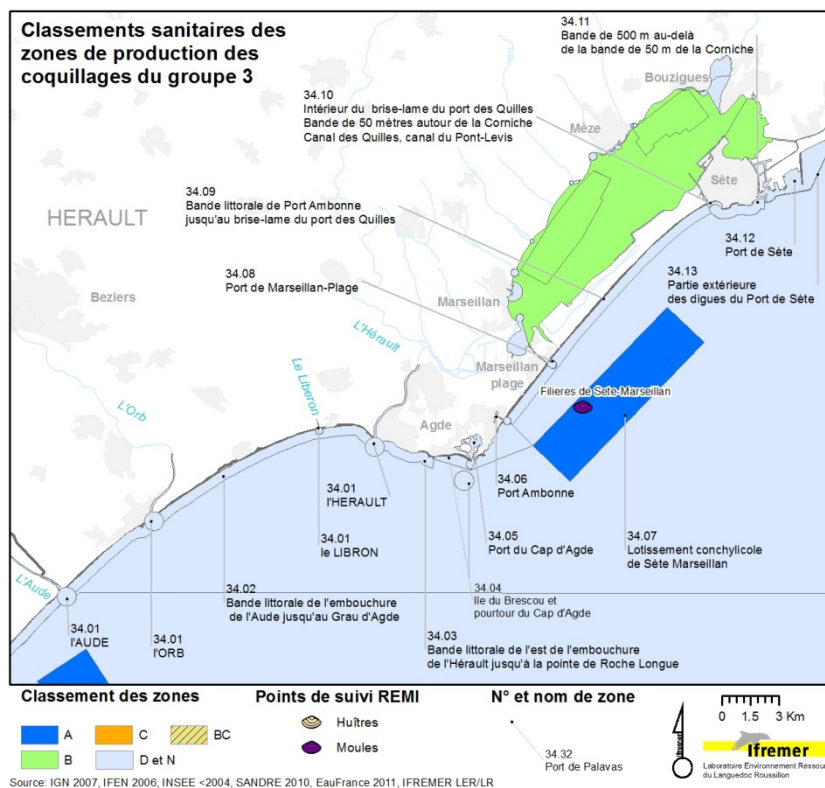 Classements sanitaires des
zones de production des
coquillages du groupe 3
34.11
Bande de 500 m au-delà
de la bande de 50 m de la Corniche
34.10
Intérieur du brise-lame du port des Quilles
Bande de 50 mètres autour de la Corniche
Canal des Quilles, canal du Pont-Levis
Bouzigues
Mèze
Sète
34.09
Bande littorale de Port Ambonne
jusqu'au brise-lame du port des Quilles
HERAULT
34.12
Port de Sète
34.08
Port de Marseillan-Plage
34.13
Partie extérieure
des digues du Port de Sète
Beziers
Marseillan
L'Hérault
Marseillan
plage
Le Liberon
Filieres de Sete-Marseillan
L'Orb
Agde
34.06
Port Ambonne
34.01
l'HERAULT
34.01
le LIBRON
34.05
Port du Cap d'Agde
34.07
Lotissement conchylicole
de Sète Marseillan
L'Aude
34.02
Bande littorale de l'embouchure
de l'Aude jusqu'au Grau d'Agde
34.04
Ile du Brescou et
pourtour du Cap d'Agde
34.01
l'AUDE
34.01
l'ORB
34.03
Bande littorale de l'est de l'embouchure
de l'Hérault jusqu'à la pointe de Roche Longue
Classement des zones
A
B
C
D et N
BC
Points de suivi REMI
Huîtres
Moules
N° et nom de zone
34.32
Port de Palavas
0 1.5 3 Km
Ifremer
Laboratoire Environnement Ressou
du Languedoc Roussillon
Source: IGN 2007, IFEN 2006, INSEE <2004, SANDRE 2010, EauFrance 2011, IFREMER LER/LR